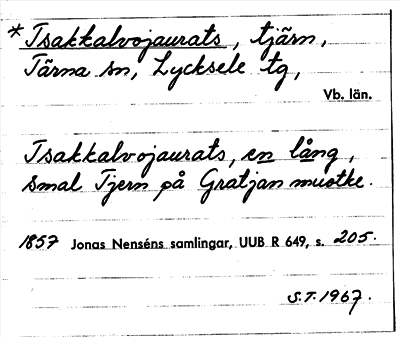 * Tsakkalvojaurats, tjärn,
Tärna sn, Lycksele tg,
Vb. län.
Tsakkalvojaurats, en lång,
smal Tjern på Gratjan muotke.
1857 Jonas Nenséns samlingar, UUB R 649, s. 205.
S.T. 1967.